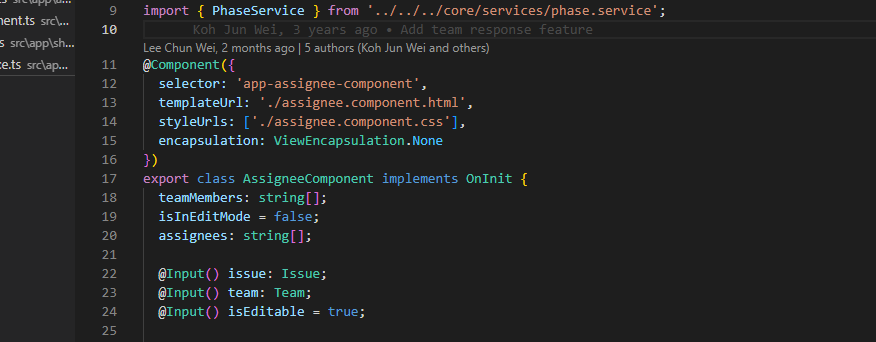 nent.ts src\...
s src\app\sh...
ce.ts src\ap...
9 import { PhaseService } from '../../../core/services/phase.service';
10 Koh Jun Wei, 3 years ago • Add team response feature
Lee Chun Wei, 2 months ago | 5 authors (Koh Jun Wei and others)
11 @Component({
12 selector: 'app-assignee-component',
13 templateUrl: './assignee.component.html',
14 styleUrls: ['./assignee.component.css'],
15 encapsulation: ViewEncapsulation.None
16 })
17 export class AssigneeComponent implements OnInit {
18 teamMembers: string[];
19 isInEditMode = false;
20 assignees: string[];
21
22 @Input() issue: Issue;
23 @Input() team: Team;
24 @Input() isEditable = true;
25